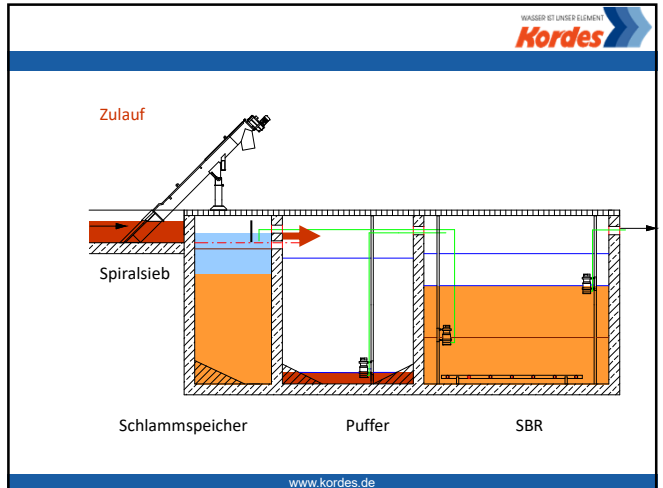 WASSER IST UNSER ELEMENT
Kordes
Zulauf
Spiralsieb
Schlammspeicher Puffer SBR
www.kordes.de